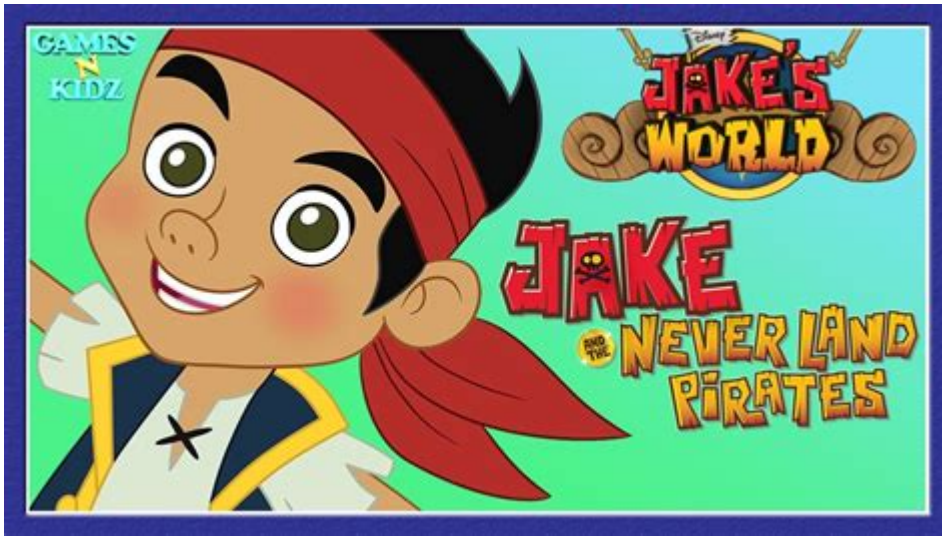 GAMES
N
KIDZ
Disney
JAKE'S
WORLD
JAKE
AND THE
NEVER LAND
PIRATES